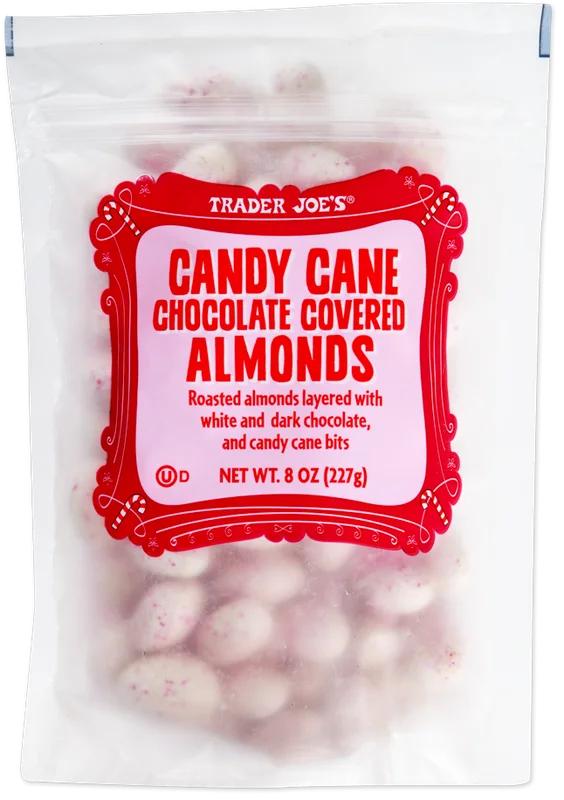 TRADER JOE'S®
CANDY CANE
CHOCOLATE COVERED
ALMONDS
Roasted almonds layered with
white and dark chocolate,
and candy cane bits
U D NET WT. 8 OZ (227g)